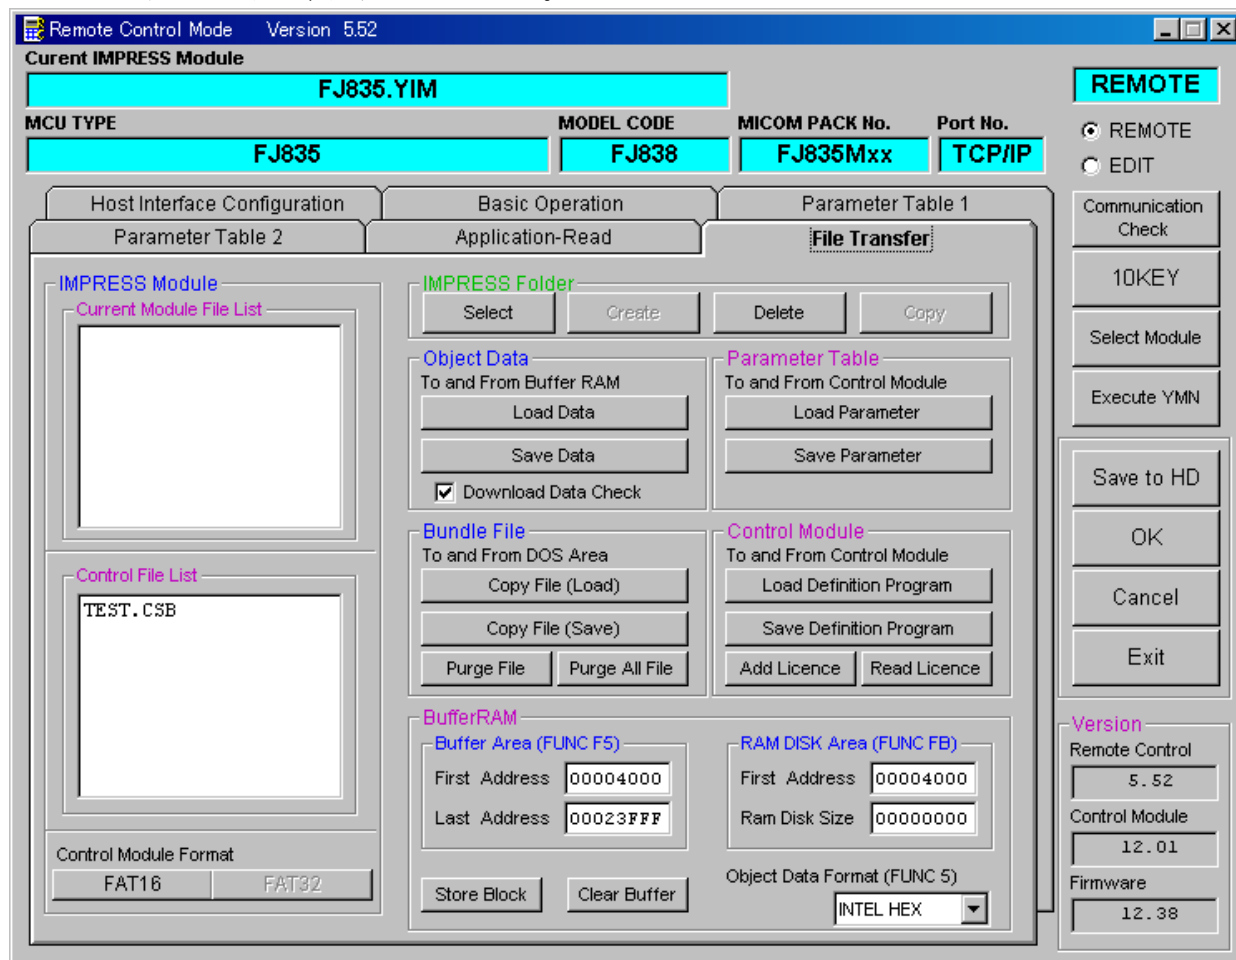 Remote Control Mode Version 5.52
Curent IMPRESS Module
FJ835.YIM
REMOTE
MCU TYPE MODEL CODE MICOM PACK No. Port No.
FJ835 FJ838 FJ835Mxx TCP/IP
REMOTE
EDIT
Host Interface Configuration Basic Operation Parameter Table 1
Parameter Table 2 Application-Read File Transfer
Communication Check
10KEY
Select Module
Execute YMN
Save to HD
OK
Cancel
Exit
IMPRESS Module
Current Module File List
Control File List
TEST.CSB
Control Module Format
FAT16 FAT32
IMPRESS Folder
Select Create Delete Copy
Object Data
To and From Buffer RAM
Load Data
Save Data
Download Data Check
Parameter Table
To and From Control Module
Load Parameter
Save Parameter
Bundle File
To and From DOS Area
Copy File (Load)
Copy File (Save)
Purge File Purge All File
Control Module
To and From Control Module
Load Definition Program
Save Definition Program
Add Licence Read Licence
BufferRAM
Buffer Area (FUNC F5)
First Address 00004000
Last Address 00023FFF
RAM DISK Area (FUNC FB)
First Address 00004000
Ram Disk Size 00000000
Store Block Clear Buffer
Object Data Format (FUNC 5)
INTEL HEX
Version
Remote Control
5.52
Control Module
12.01
Firmware
12.38